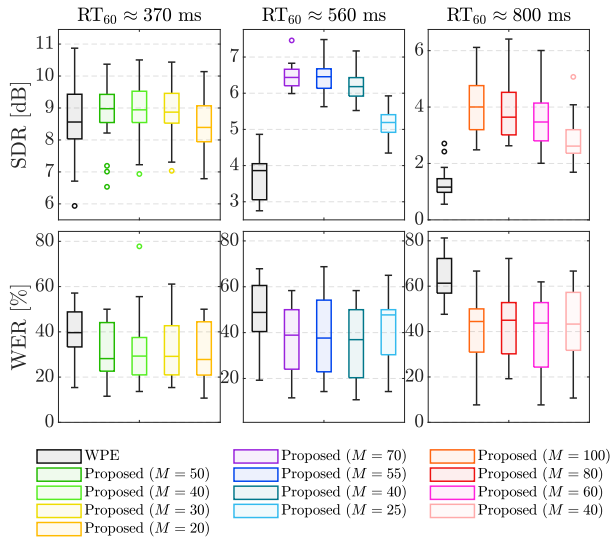 RT60 ≈ 370 ms RT60 ≈ 560 ms RT60 ≈ 800 ms
SDR [dB]
11
10
9
8
7
6
7
6
5
4
3
6
4
2
0
WER [%]
80
60
40
20
0
80
60
40
20
80
60
40
20
0
WPE
Proposed (M = 50)
Proposed (M = 40)
Proposed (M = 30)
Proposed (M = 20)
Proposed (M = 70)
Proposed (M = 55)
Proposed (M = 40)
Proposed (M = 25)
Proposed (M = 100)
Proposed (M = 80)
Proposed (M = 60)
Proposed (M = 40)